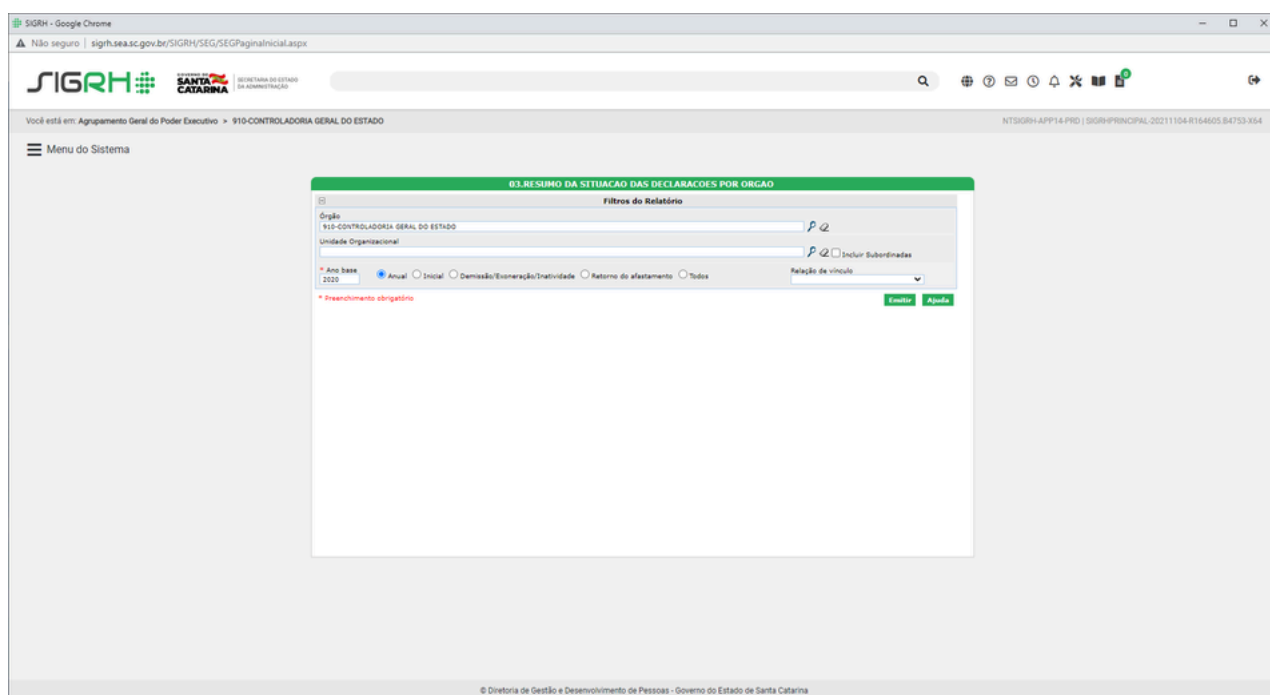 SIGRH - Google Chrome
Não seguro | sigrh.sea.sc.gov.br/SIGRH/SEG/SEGPaginaInicial.aspx
SIGRH GOVERNO DE SANTA CATARINA SECRETARIA DO ESTADO DA ADMINISTRAÇÃO
0
Você está em: Agrupamento Geral do Poder Executivo > 910-CONTROLADORIA GERAL DO ESTADO NTSIGRH-APP14-PRD | SIGRHPRINCIPAL-20211104-R164605.B4753-X64
Menu do Sistema
03.RESUMO DA SITUACAO DAS DECLARACOES POR ORGAO
Filtros do Relatório
Órgão
910-CONTROLADORIA GERAL DO ESTADO
Unidade Organizacional
Incluir Subordinadas
* Ano base Anual Inicial Demissão/Exoneração/Inatividade Retorno do afastamento Todos Relação de vínculo
2020
* Preenchimento obrigatório Emitir Ajuda
© Diretoria de Gestão e Desenvolvimento de Pessoas - Governo do Estado de Santa Catarina